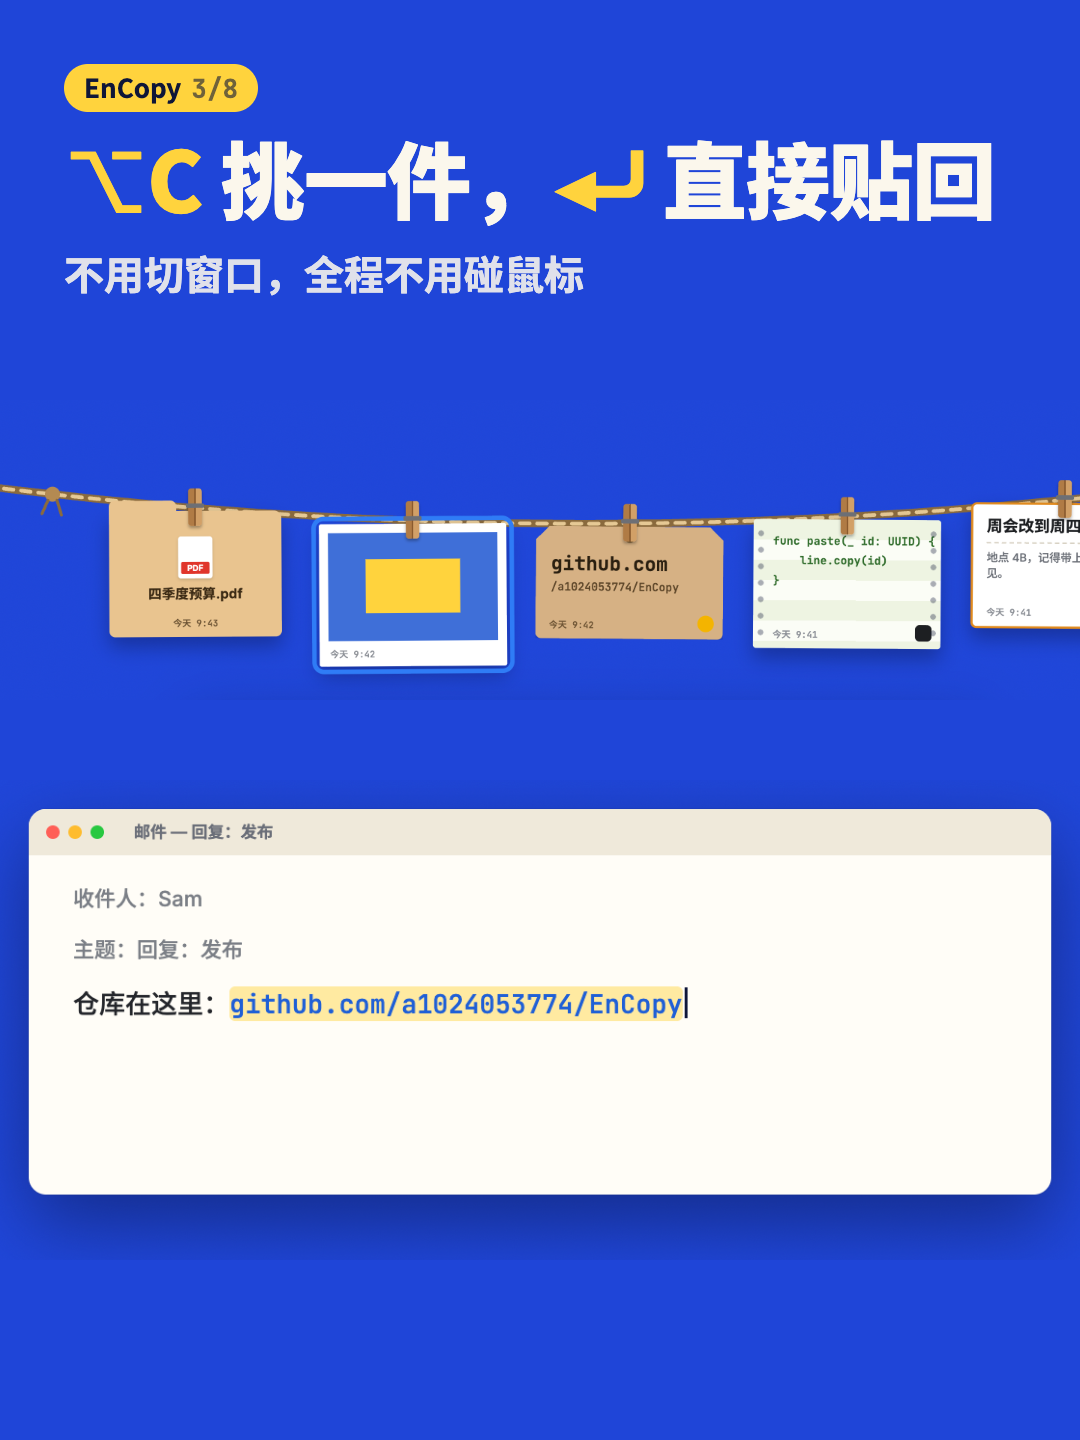 EnCopy 3/8
⌥C 挑一件，↵ 直接贴回
不用切窗口，全程不用碰鼠标
PDF
四季度预算.pdf
今天 9:43
今天 9:42
github.com
/a1024053774/EnCopy
今天 9:42
func paste(_ id: UUID) {
line.copy(id)
}
今天 9:41
周会改到周四
地点 4B，记得带上
见。
今天 9:41
邮件 — 回复：发布
收件人：Sam
主题：回复：发布
仓库在这里：github.com/a1024053774/EnCopy